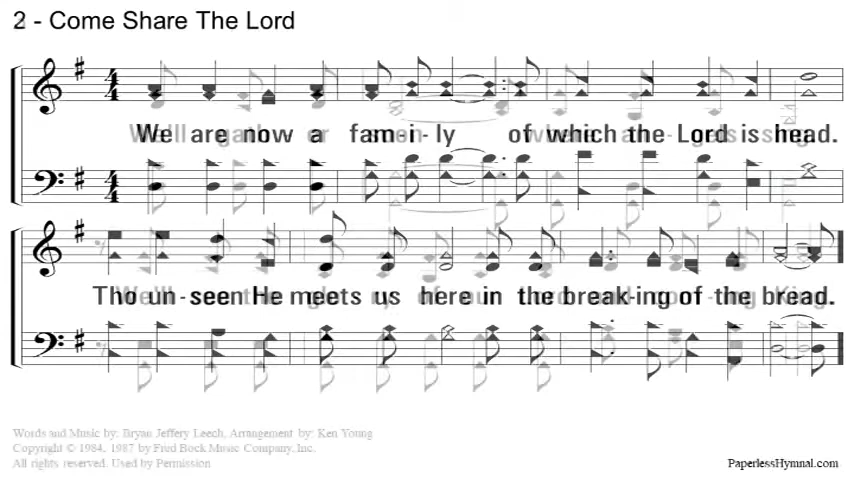 2 - Come Share The Lord
We are now a fam-i-ly of which the Lord is head.
Tho un-seen He meets us here in the break-ing of the bread.
Words and Music by: Bryan Jeffery Leech, Arrangement by: Ken Young
Copyright © 1984, 1987 by Fred Bock Music Company, Inc.
All rights reserved. Used by Permission
PaperlessHymnal.com